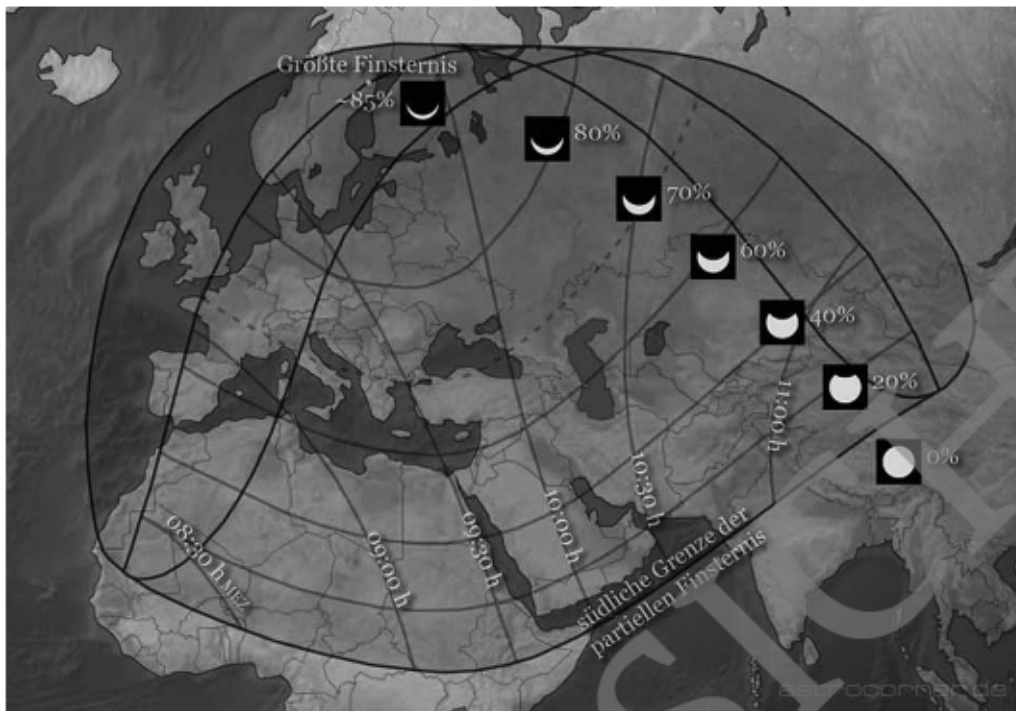 Größte Finsternis
~85%
80%
70%
60%
40%
20%
0%
08:30 h MEZ
09:00 h
09:30 h
10:00 h
10:30 h
11:00 h
südliche Grenze der
partiellen Finsternis
astrocorner.de